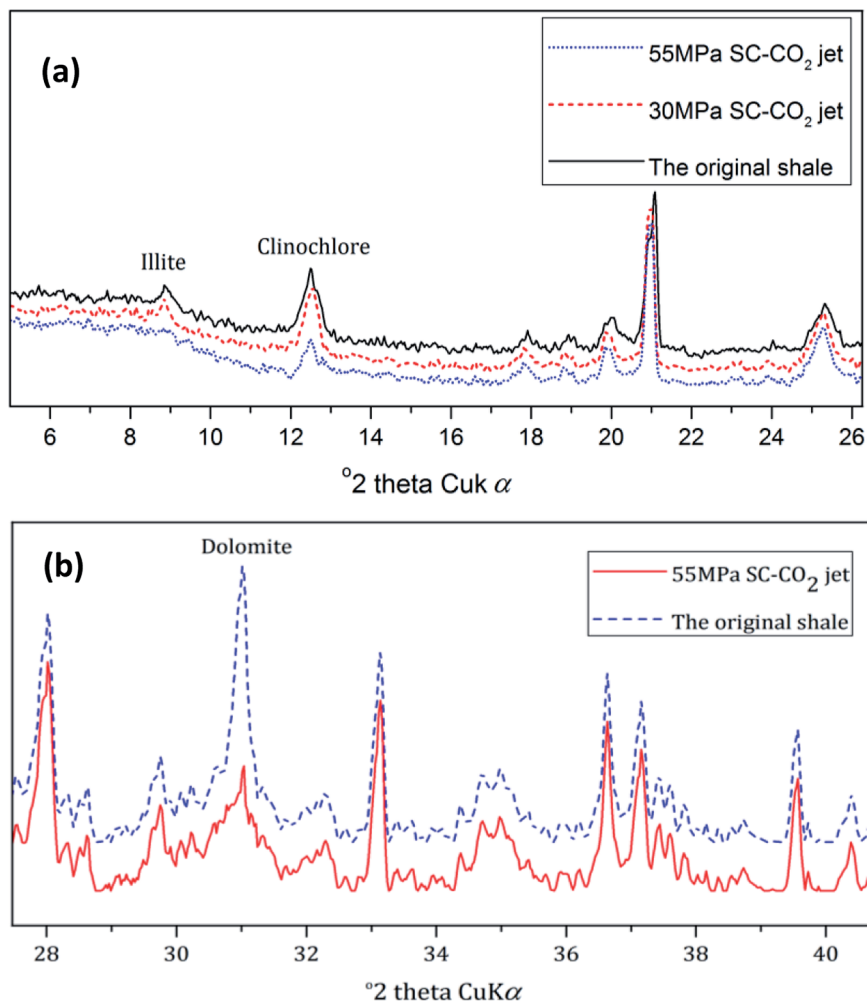 (a)
55MPa SC-CO₂ jet
30MPa SC-CO₂ jet
The original shale
Illite
Clinochlore
6 8 10 12 14 16 18 20 22 24 26
°2 theta Cuk α
(b)
Dolomite
55MPa SC-CO₂ jet
The original shale
28 30 32 34 36 38 40
°2 theta CuKα